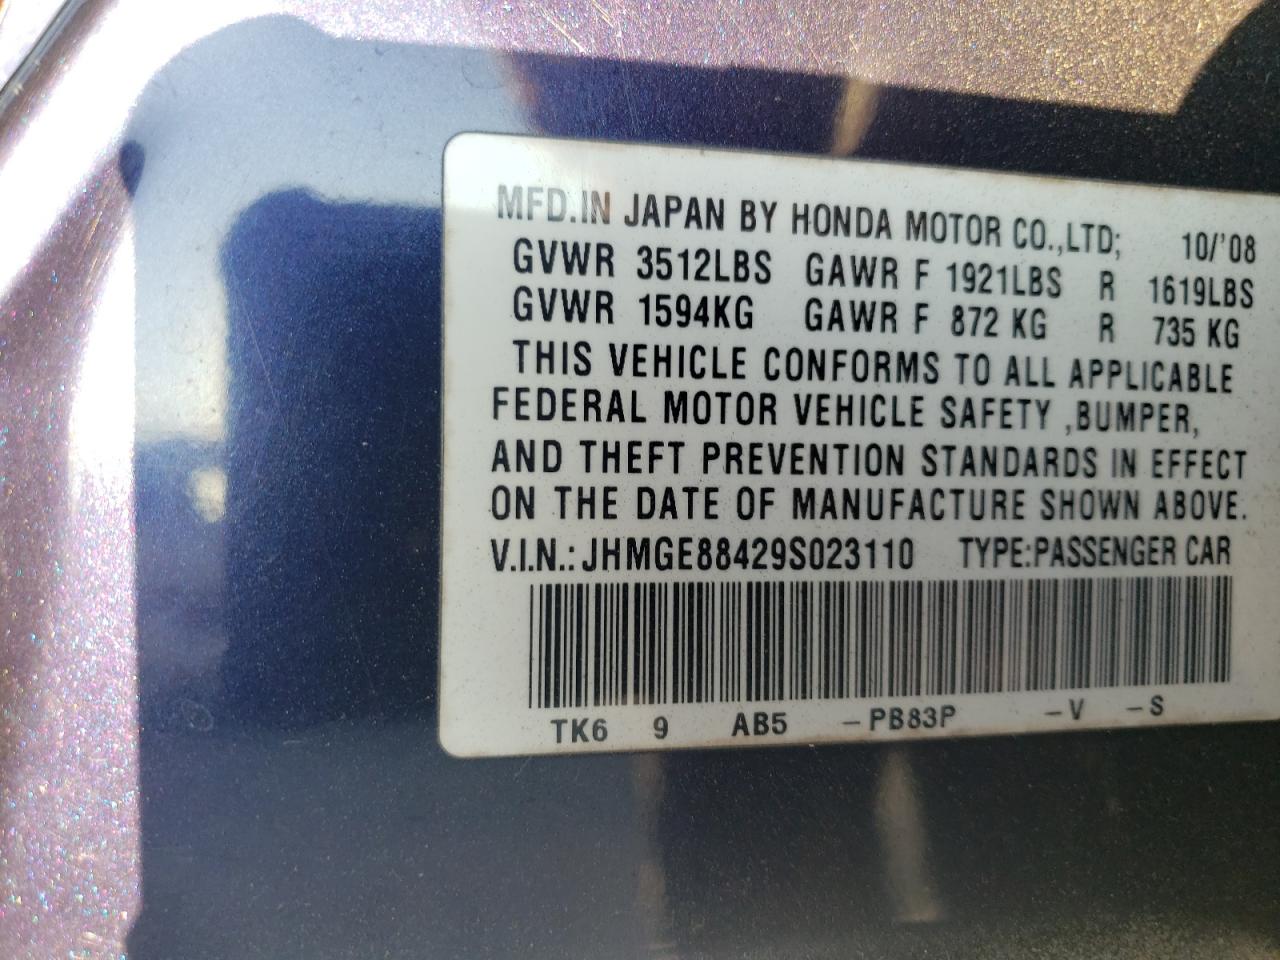 MFD.IN JAPAN BY HONDA MOTOR CO.,LTD; 10/'08
GVWR 3512LBS GAWR F 1921LBS R 1619LBS
GVWR 1594KG GAWR F 872 KG R 735 KG
THIS VEHICLE CONFORMS TO ALL APPLICABLE
FEDERAL MOTOR VEHICLE SAFETY ,BUMPER,
AND THEFT PREVENTION STANDARDS IN EFFECT
ON THE DATE OF MANUFACTURE SHOWN ABOVE.
V.I.N.: JHMGE88429S023110 TYPE:PASSENGER CAR
TK6 9 AB5 -PB83P -V -S